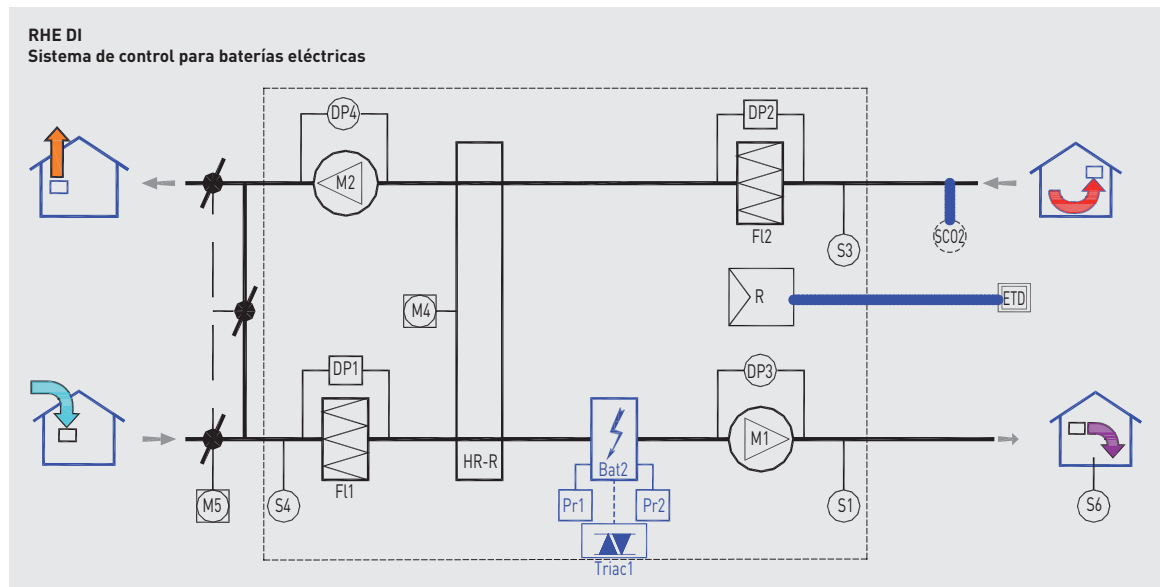 RHE DI
Sistema de control para baterías eléctricas
DP4
DP2
M2
Fl2
S3
SCO2
M4
R
ETD
DP1
DP3
M1
HR-R
Bat2
Fl1
M5
S4
Pr1
Pr2
S1
S6
Triac1